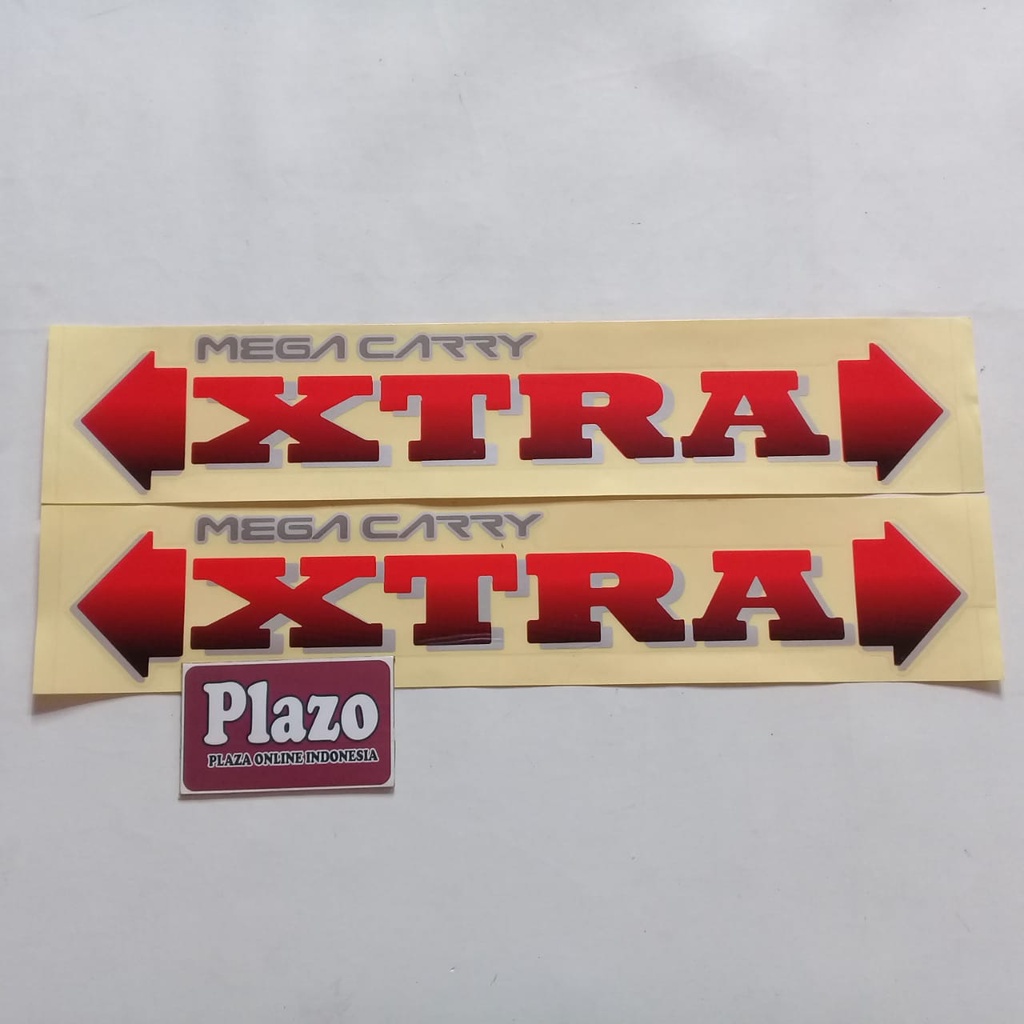 MEGA CARRY
XTRA
MEGA CARRY
XTRA
Plazo
PLAZA ONLINE INDONESIA